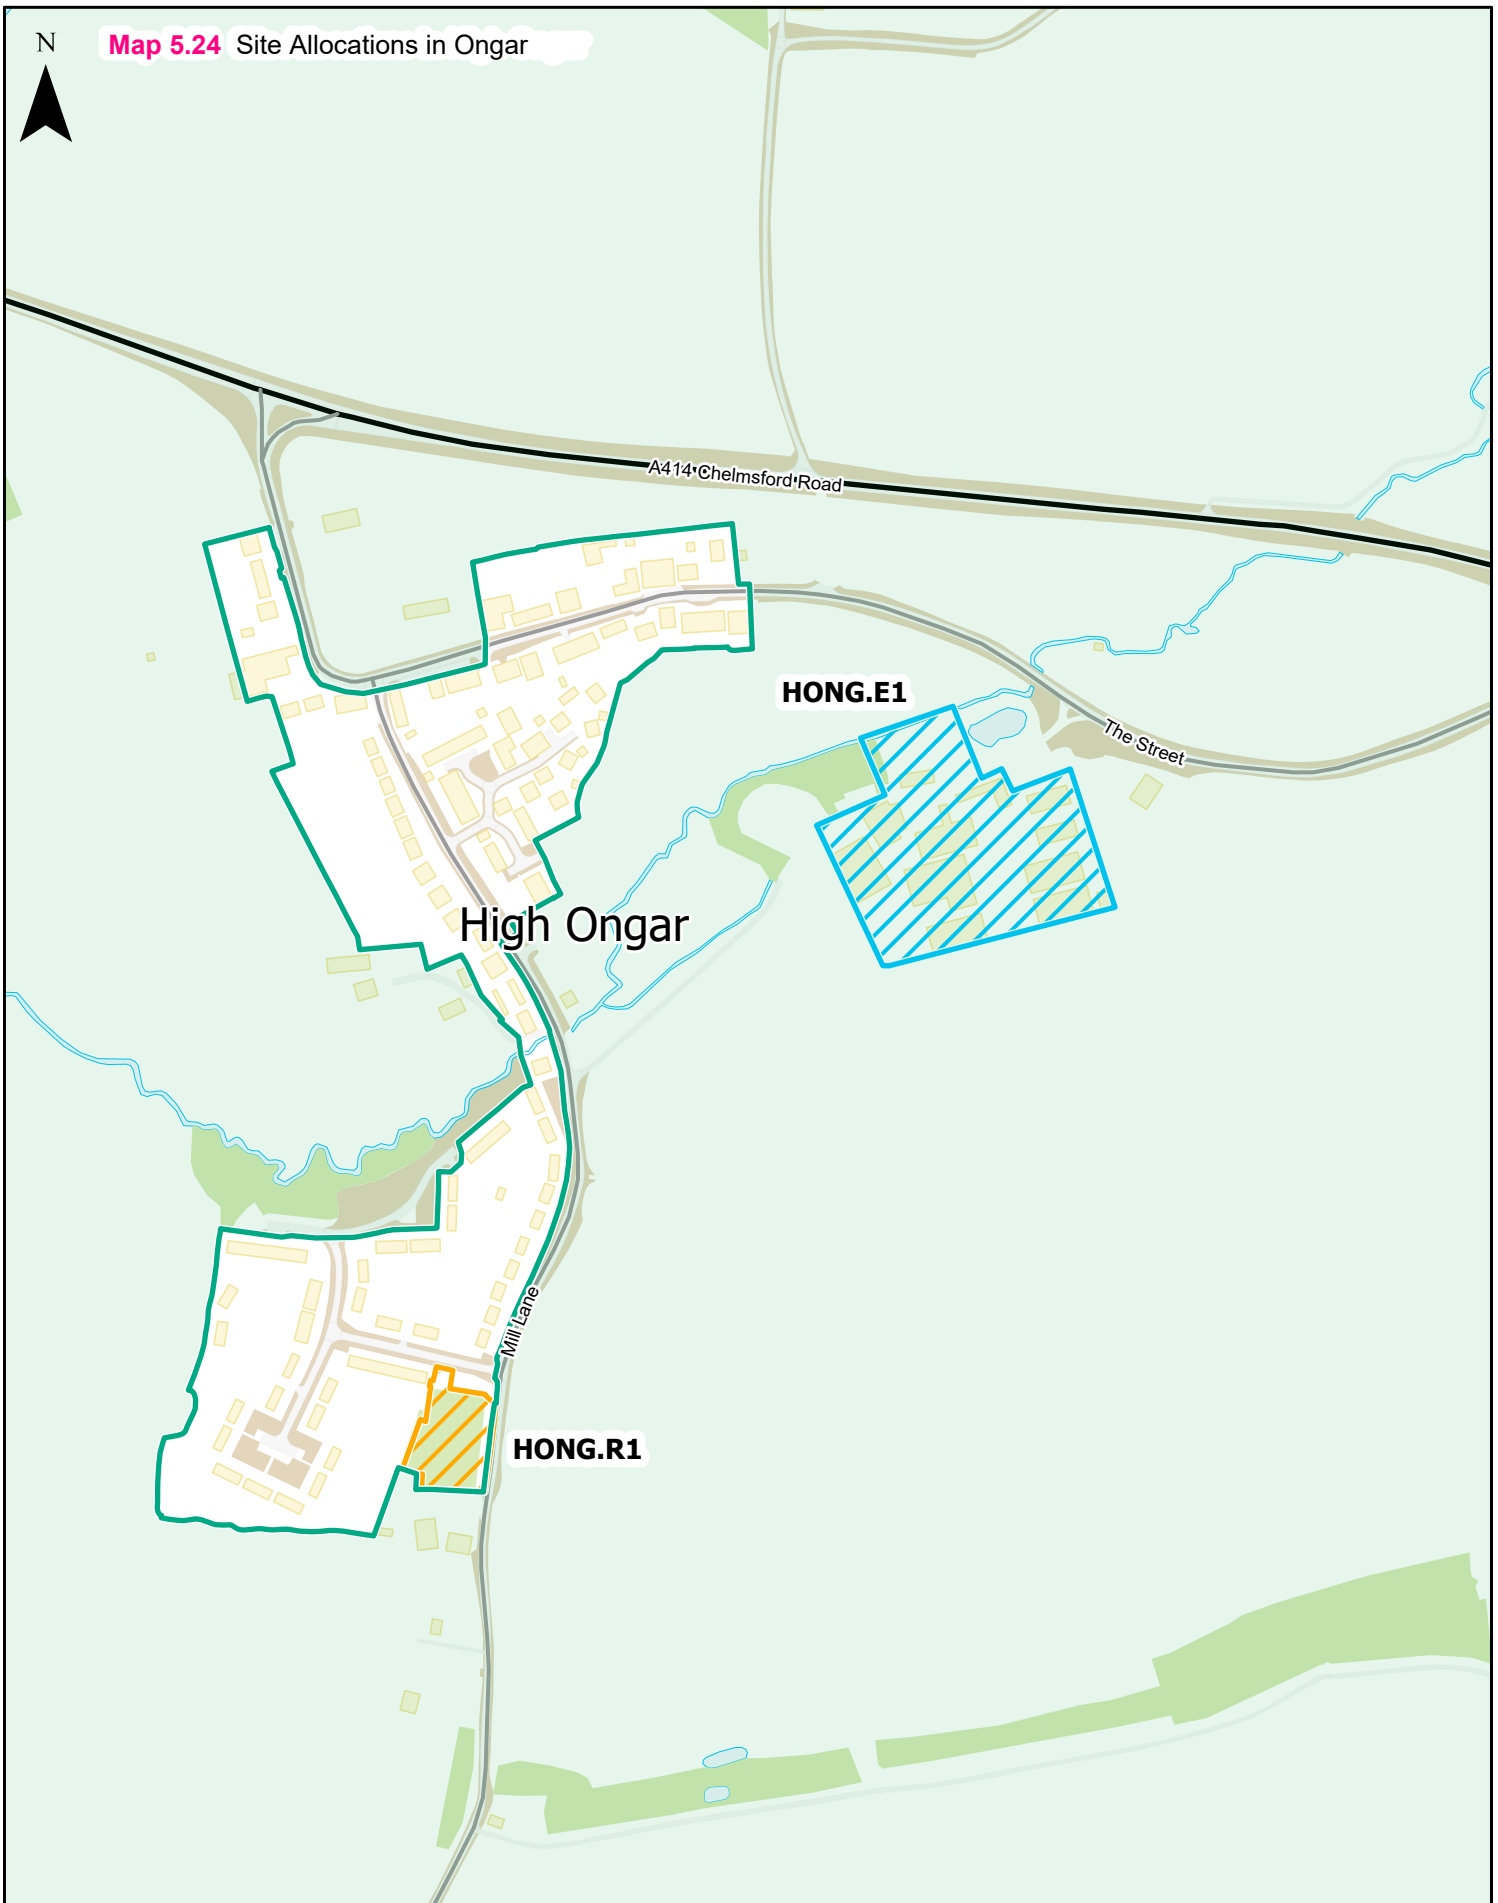 N
Map 5.24 Site Allocations in Ongar
A414 Chelmsford Road
HONG.E1
The Street
High Ongar
Mill Lane
HONG.R1